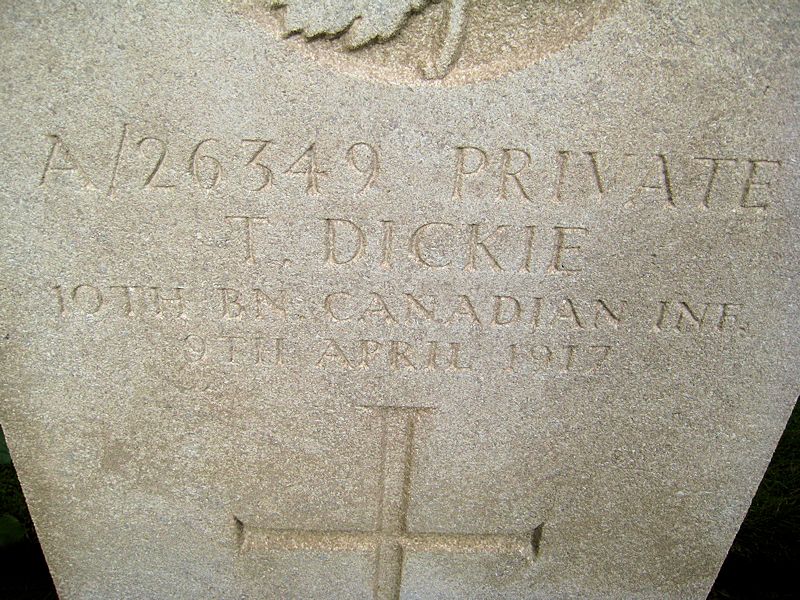 A/26349 PRIVATE
T. DICKIE
10TH BN. CANADIAN INF.
9TH APRIL 1917